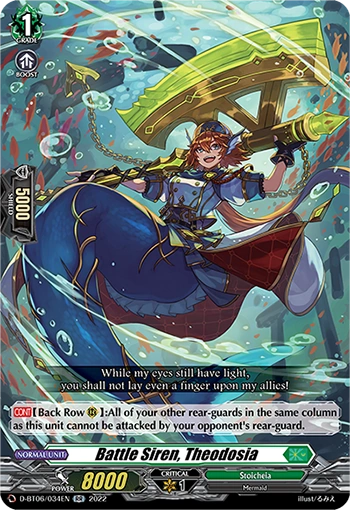 1
GRADE
BOOST
5000
SHIELD
While my eyes still have light,
you shall not lay even a finger upon my allies!
CONT【Back Row RC】:All of your other rear-guards in the same column
as this unit cannot be attacked by your opponent's rear-guard.
NORMAL UNIT
Battle Siren, Theodosia
POWER 8000
CRITICAL
1
Stoicheia
Mermaid
D-BT06/034EN RR 2022
illust/るみえ